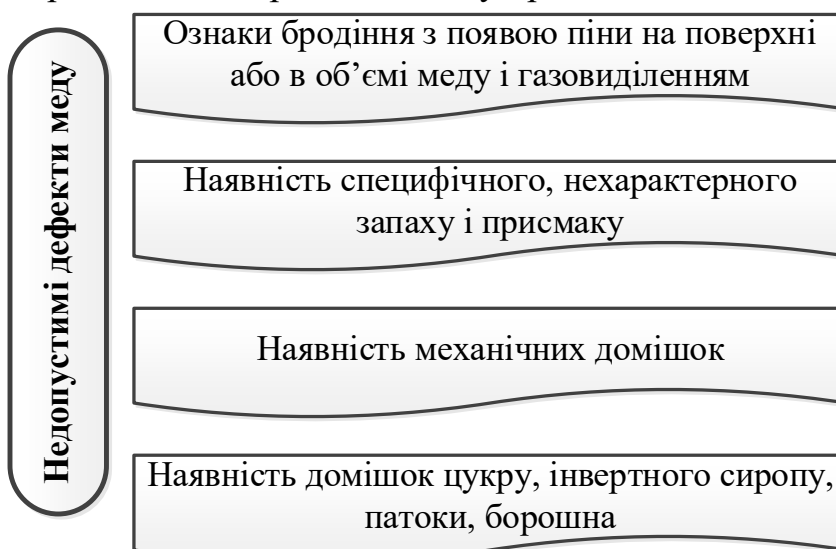 Недопустимі дефекти меду
Ознаки бродіння з появою піни на поверхні
або в об’ємі меду і газовиділенням
Наявність специфічного, нехарактерного
запаху і присмаку
Наявність механічних домішок
Наявність домішок цукру, інвертного сиропу,
патоки, борошна